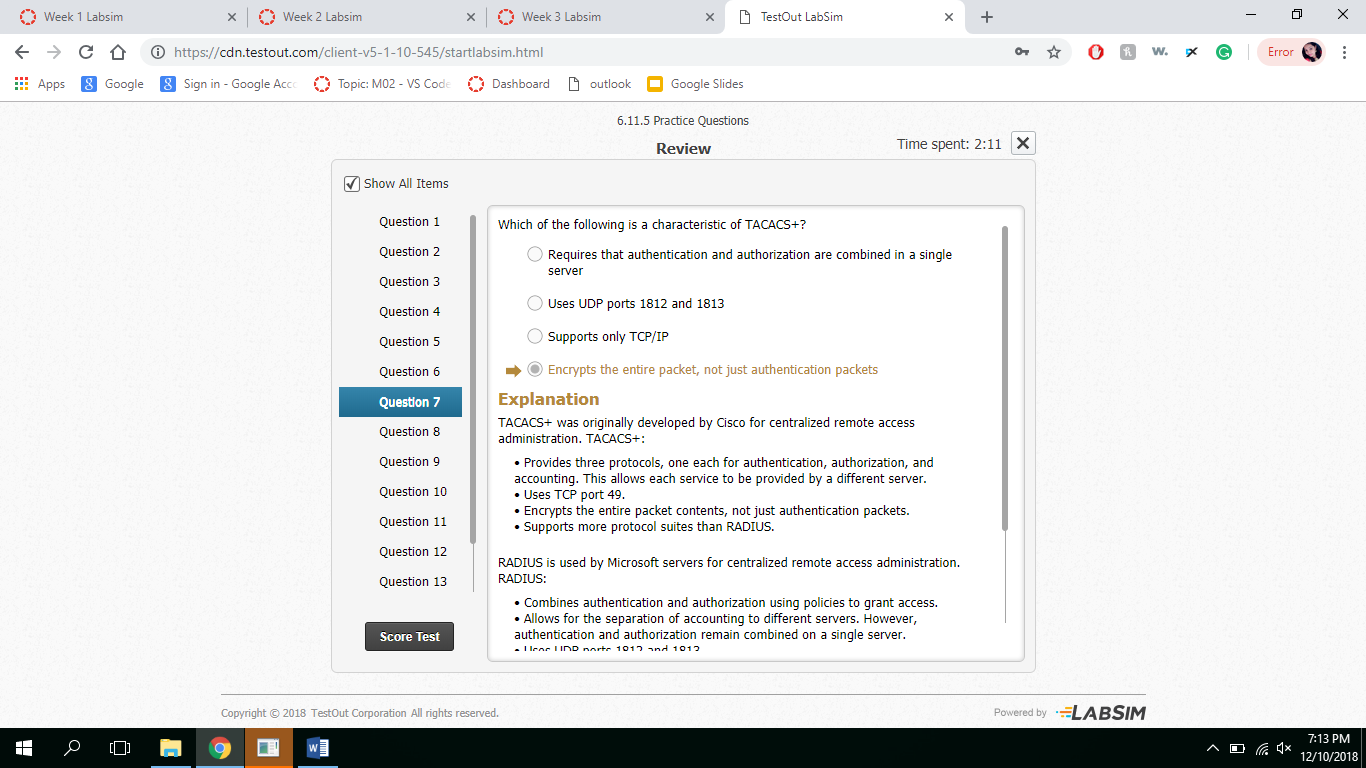 Week 1 Labsim
Week 2 Labsim
Week 3 Labsim
TestOut LabSim
https://cdn.testout.com/client-v5-1-10-545/startlabsim.html
Error
Apps
Google
Sign in - Google Acc
Topic: M02 - VS Code
Dashboard
outlook
Google Slides
6.11.5 Practice Questions
Review
Time spent: 2:11
Show All Items
Question 1
Question 2
Question 3
Question 4
Question 5
Question 6
Question 7
Question 8
Question 9
Question 10
Question 11
Question 12
Question 13
Score Test
Which of the following is a characteristic of TACACS+?
Requires that authentication and authorization are combined in a single
server
Uses UDP ports 1812 and 1813
Supports only TCP/IP
Encrypts the entire packet, not just authentication packets
Explanation
TACACS+ was originally developed by Cisco for centralized remote access
administration. TACACS+:
• Provides three protocols, one each for authentication, authorization, and
accounting. This allows each service to be provided by a different server.
• Uses TCP port 49.
• Encrypts the entire packet contents, not just authentication packets.
• Supports more protocol suites than RADIUS.
RADIUS is used by Microsoft servers for centralized remote access administration.
RADIUS:
• Combines authentication and authorization using policies to grant access.
• Allows for the separation of accounting to different servers. However,
authentication and authorization remain combined on a single server.
• Uses UDP ports 1812 and 1813
Copyright © 2018 TestOut Corporation All rights reserved.
Powered by LABSIM
7:13 PM
12/10/2018